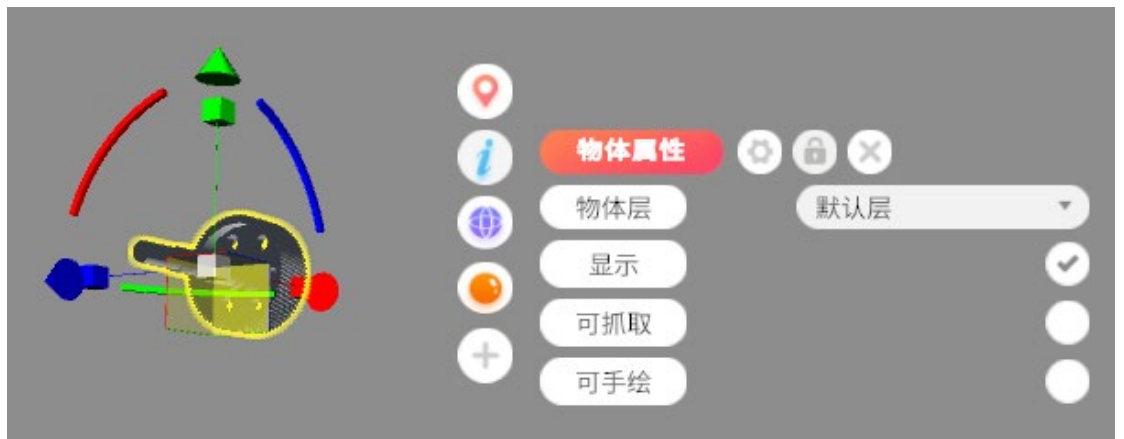 物体属性
物体层 默认层
显示
可抓取
可手绘